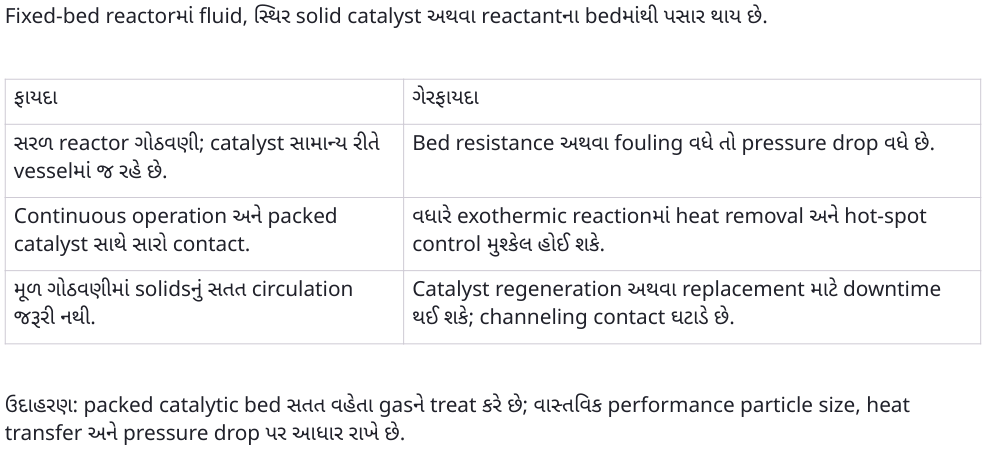 Fixed-bed reactorમાં fluid, સ્થિર solid catalyst અથવા reactantના bedમાંથી પસાર થાય છે.
ફાયદા
ગેરફાયદા
સરળ reactor ગોઠવણી; catalyst સામાન્ય રીતે
vesselમાં જ રહે છે.
Bed resistance અથવા fouling વધે તો pressure drop વધે છે.
Continuous operation અને packed
catalyst સાથે સારો contact.
વધારે exothermic reactionમાં heat removal અને hot-spot
control મુશ્કેલ હોઈ શકે.
મૂળ ગોઠવણીમાં solidsનું સતત circulation
જરૂરી નથી.
Catalyst regeneration અથવા replacement માટે downtime
થઈ શકે; channeling contact ઘટાડે છે.
ઉદાહરણ: packed catalytic bed સતત વહેતા gasને treat કરે છે; વાસ્તવિક performance particle size, heat
transfer અને pressure drop પર આધાર રાખે છે.